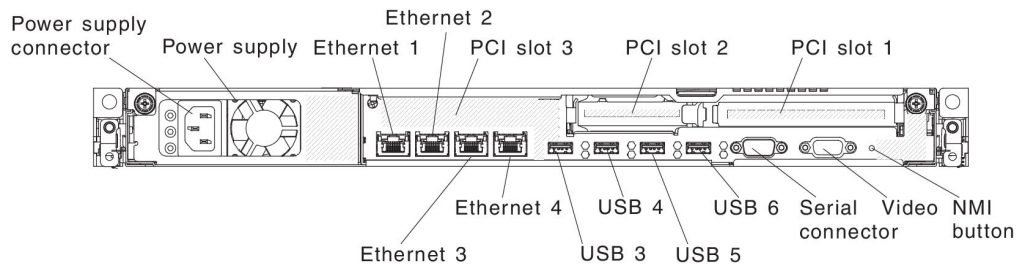 Ethernet 2
Power supply
connector
Power supply
Ethernet 1
PCI slot 3
PCI slot 2
PCI slot 1
Ethernet 4
USB 4
USB 6
Serial
connector
Video
NMI
button
Ethernet 3
USB 3
USB 5